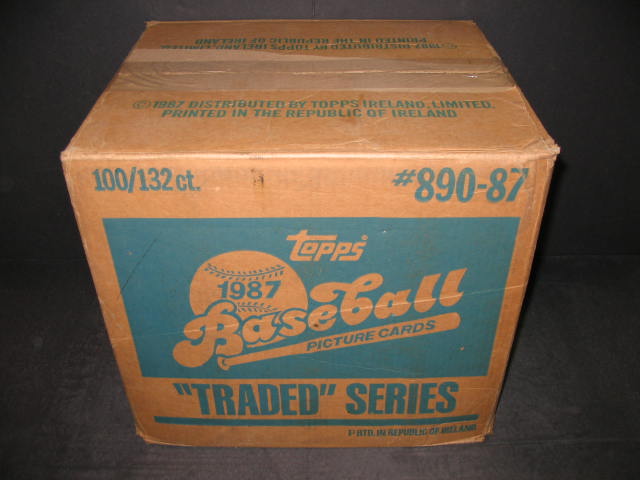 ©1987 DISTRIBUTED BY TOPPS IRELAND, LIMITED.
PRINTED IN THE REPUBLIC OF IRELAND
©1987 DISTRIBUTED BY TOPPS IRELAND, LIMITED.
PRINTED IN THE REPUBLIC OF IRELAND
100/132 ct.
#890-87
Topps®
1987
Baseball
PICTURE CARDS
"TRADED" SERIES
PRTD. IN REPUBLIC OF IRELAND